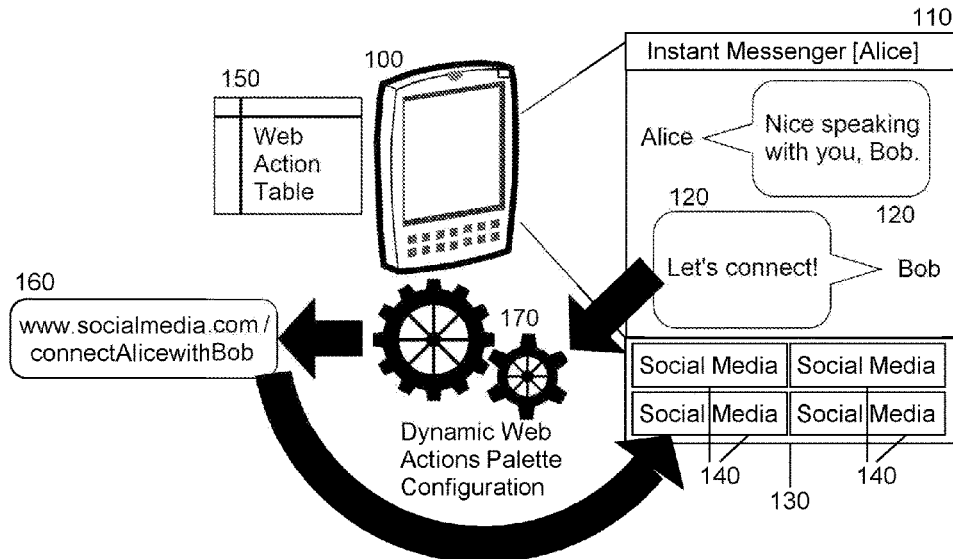 110
Instant Messenger [Alice]
100
150
Web
Action
Table
Alice
Nice speaking
with you, Bob.
120
120
Let's connect!
Bob
160
www.socialmedia.com /
connectAlicewithBob
170
Dynamic Web
Actions Palette
Configuration
Social Media
Social Media
Social Media
Social Media
140
140
130